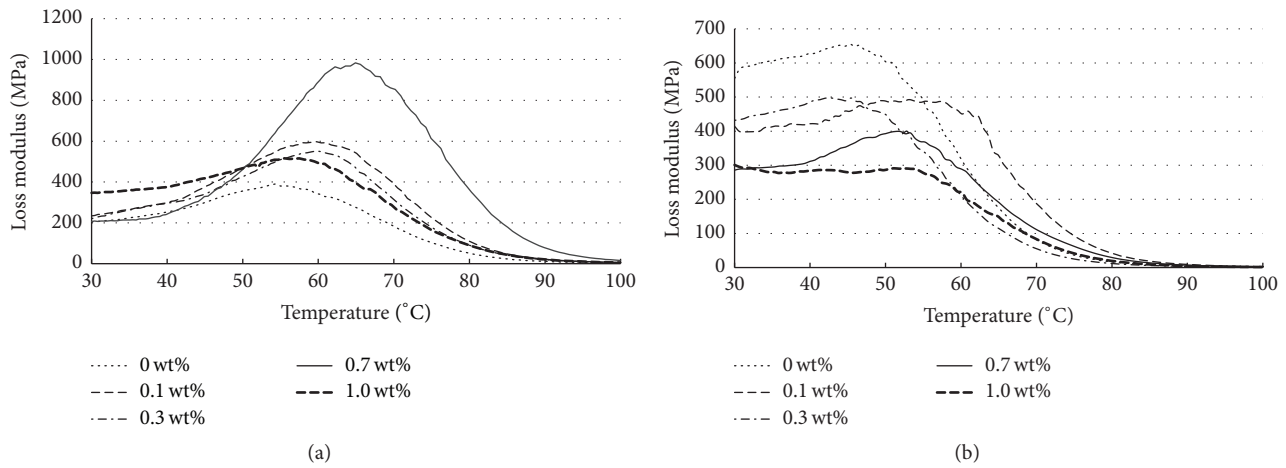 1200
1000
800
600
400
200
0
Loss modulus (MPa)
30 40 50 60 70 80 90 100
Temperature (°C)
0 wt%
0.1 wt%
0.3 wt%
0.7 wt%
1.0 wt%
(a)
700
600
500
400
300
200
100
0
Loss modulus (MPa)
30 40 50 60 70 80 90 100
Temperature (°C)
0 wt%
0.1 wt%
0.3 wt%
0.7 wt%
1.0 wt%
(b)